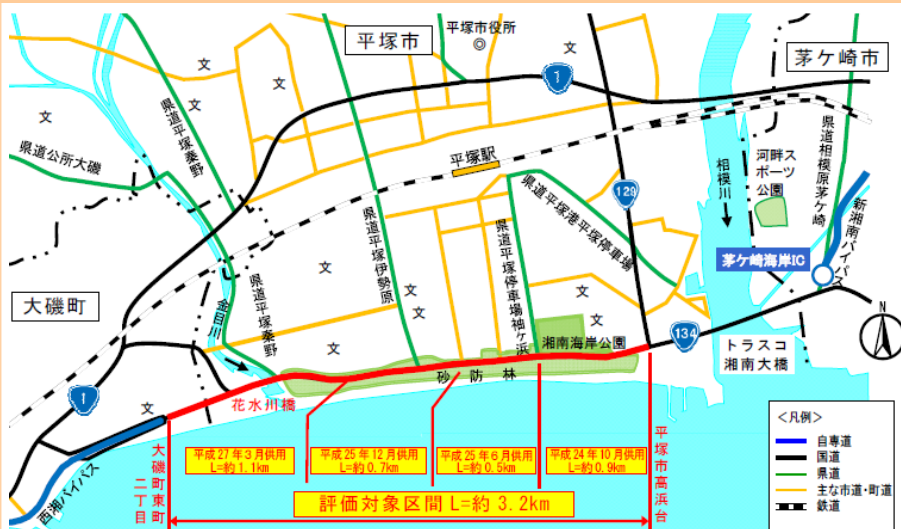 平塚市
平塚市役所
茅ケ崎市
大磯町
文
文
文
文
文
文
文
文
文
文
1
1
129
134
県道平塚秦野
県道公所大磯
平塚駅
県道平塚伊勢原
県道平塚港平塚停車場
県道平塚停車場袖ヶ浜
県道平塚秦野
金目川
相模川
河畔ス
ポーツ
公園
県道相模原茅ケ崎
新湘南バイパス
茅ケ崎海岸IC
湘南海岸公園
砂防林
トラスコ
湘南大橋
N
花水川橋
西湘バイパス
大磯町東町
二丁目
平塚市高浜台
平成27年3月供用
L=約1.1km
平成25年12月供用
L=約0.7km
平成25年6月供用
L=約0.5km
平成24年10月供用
L=約0.9km
評価対象区間 L=約 3.2km
<凡例>
自専道
国道
県道
主な市道・町道
鉄道